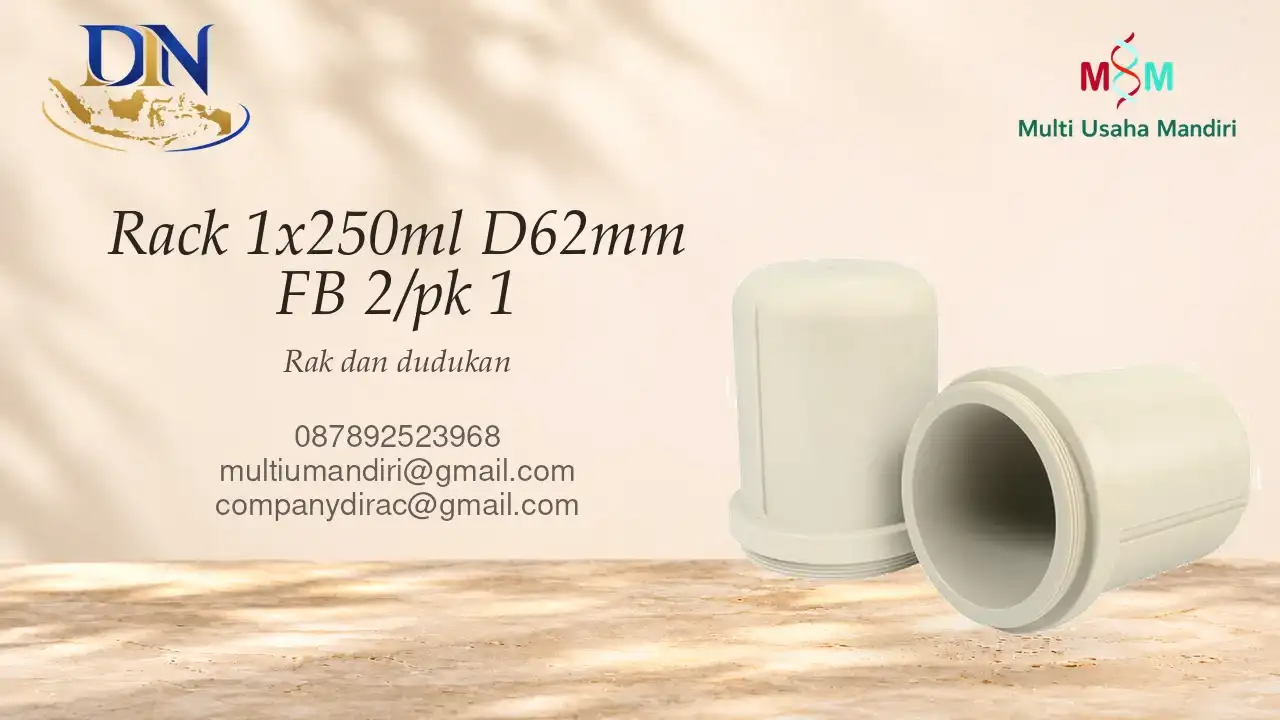 DN
MSM
Multi Usaha Mandiri
Rack 1x250ml D62mm
FB 2/pk 1
Rak dan dudukan
087892523968
multiumandiri@gmail.com
companydirac@gmail.com